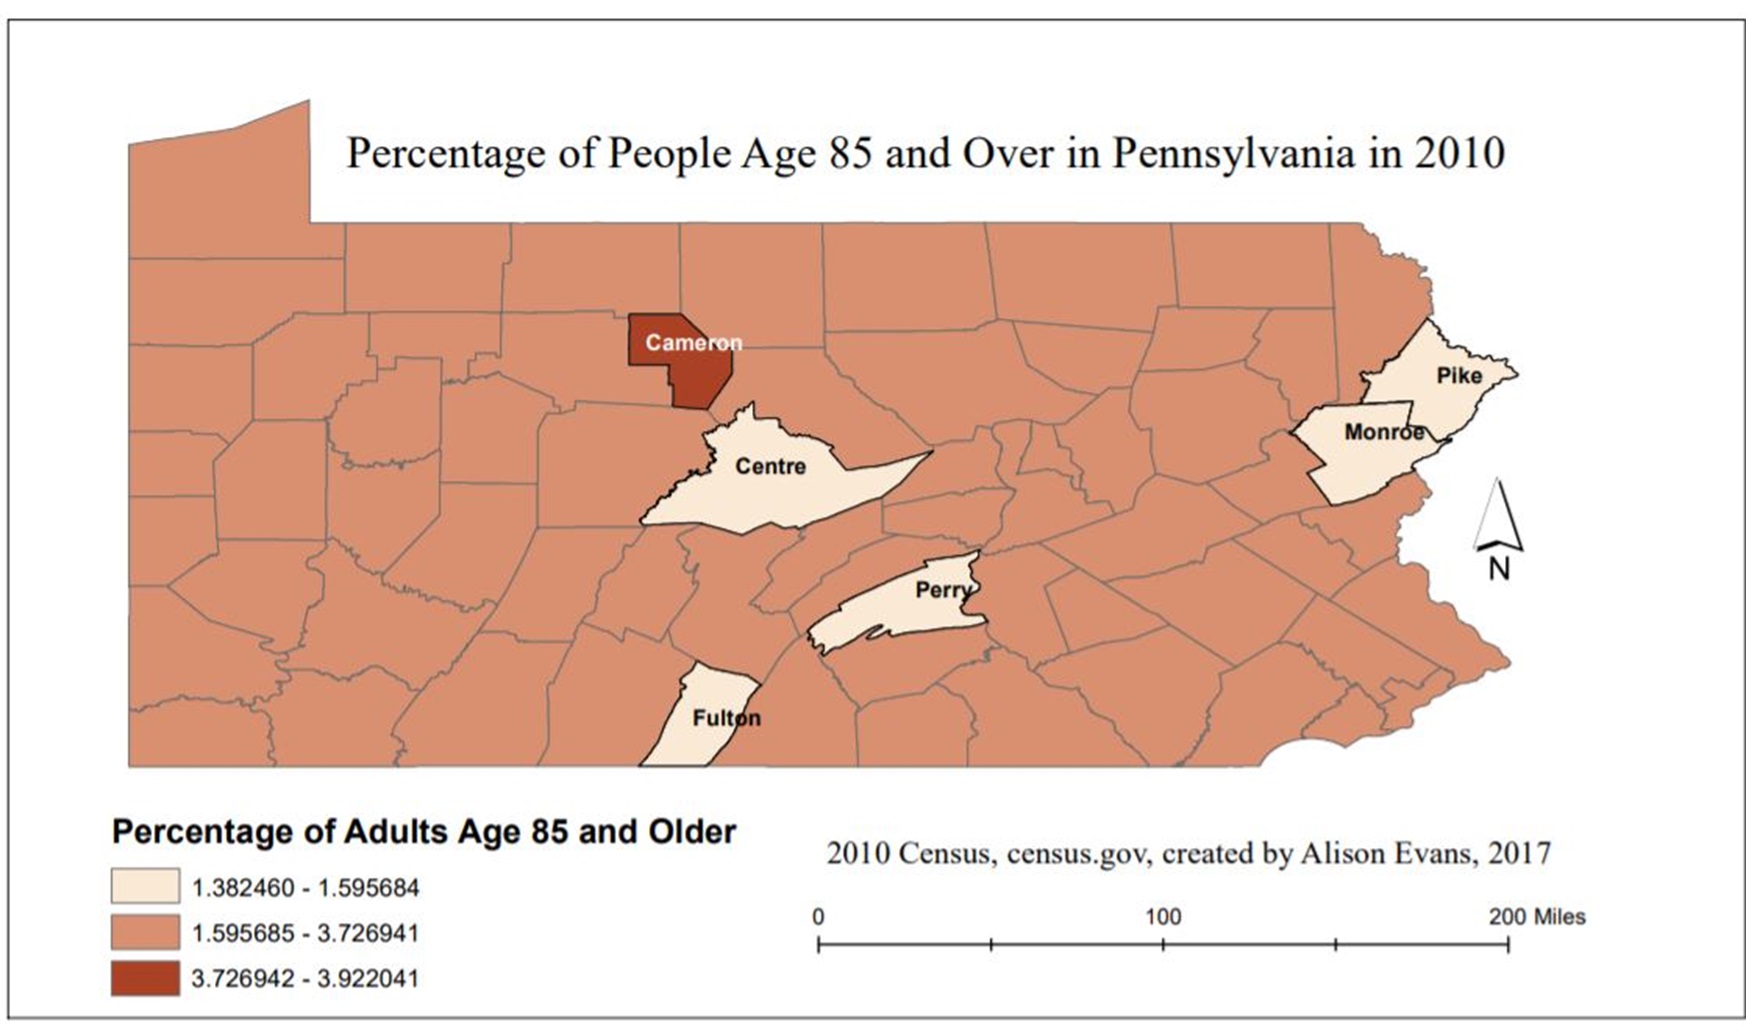 Percentage of People Age 85 and Over in Pennsylvania in 2010
Cameron
Pike
Monroe
Centre
N
Perry
Fulton
Percentage of Adults Age 85 and Older
1.382460 - 1.595684
1.595685 - 3.726941
3.726942 - 3.922041
2010 Census, census.gov, created by Alison Evans, 2017
0 100 200 Miles